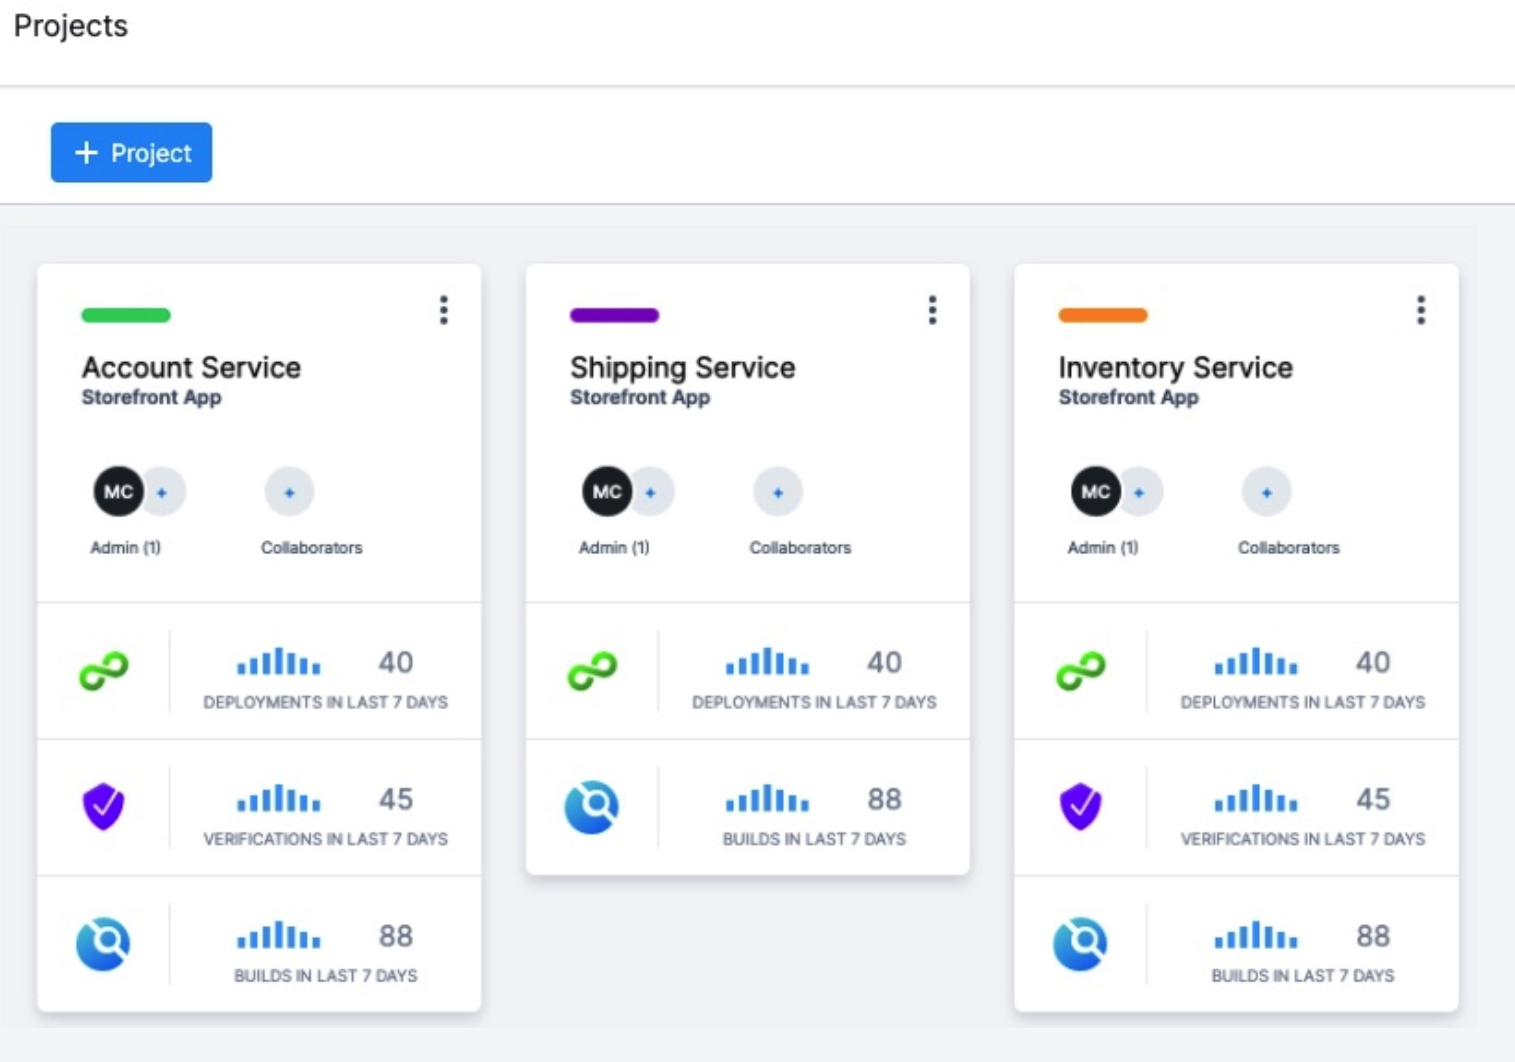 Projects
+ Project
Account Service
Storefront App
MC + +
Admin (1) Collaborators
40
DEPLOYMENTS IN LAST 7 DAYS
45
VERIFICATIONS IN LAST 7 DAYS
88
BUILDS IN LAST 7 DAYS
Shipping Service
Storefront App
MC + +
Admin (1) Collaborators
40
DEPLOYMENTS IN LAST 7 DAYS
88
BUILDS IN LAST 7 DAYS
Inventory Service
Storefront App
MC + +
Admin (1) Collaborators
40
DEPLOYMENTS IN LAST 7 DAYS
45
VERIFICATIONS IN LAST 7 DAYS
88
BUILDS IN LAST 7 DAYS